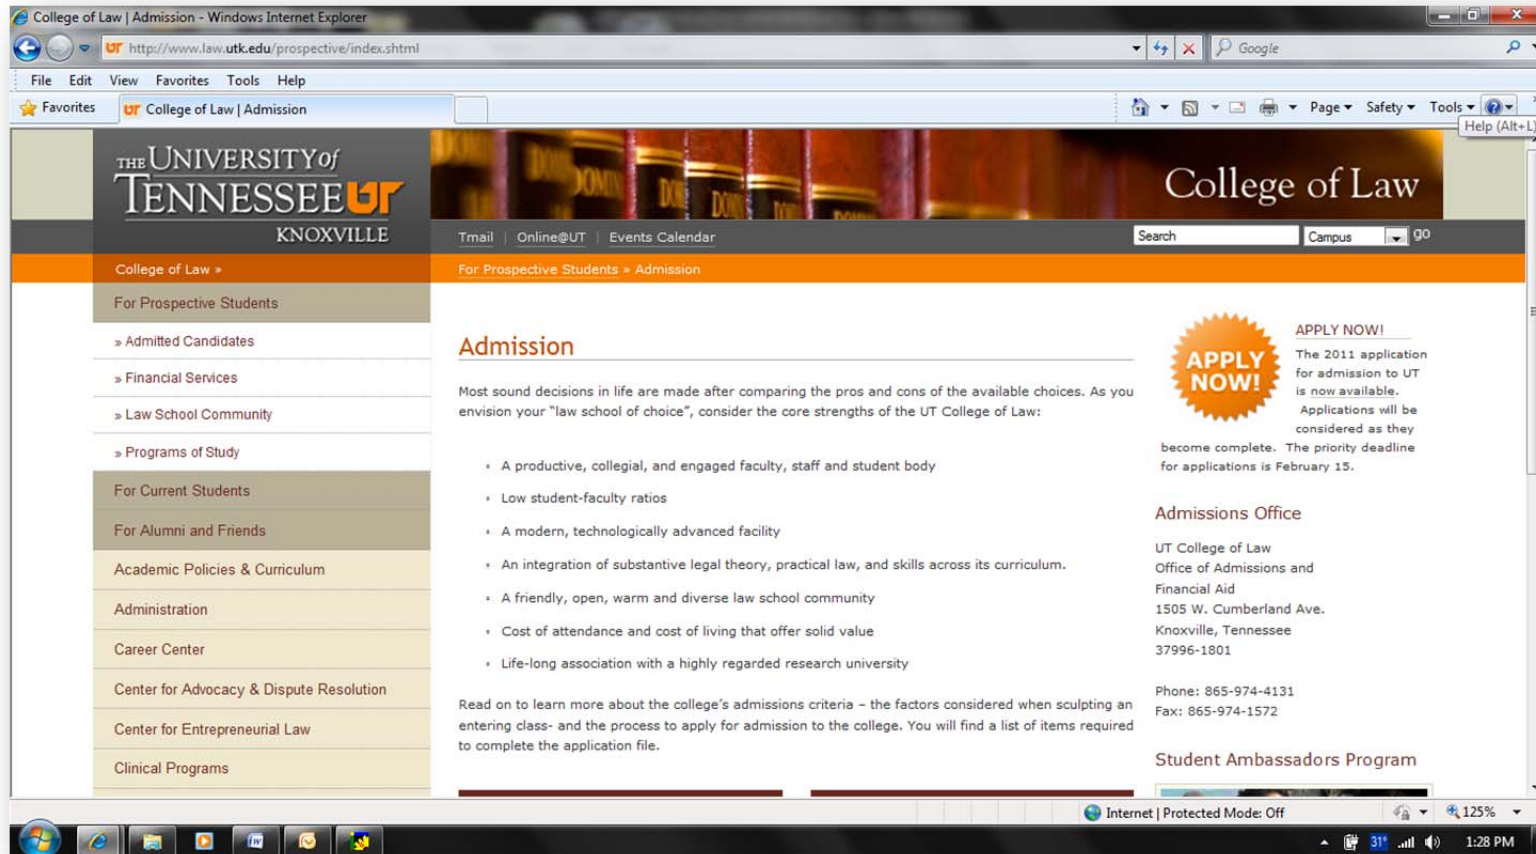 College of Law | Admission - Windows Internet Explorer
http://www.law.utk.edu/prospective/index.shtml
Google
File Edit View Favorites Tools Help
Favorites
College of Law | Admission
Page Safety Tools
Help (Alt+L)
THE UNIVERSITY of
TENNESSEE UT
KNOXVILLE
College of Law
Tmail | Online@UT | Events Calendar
Search
Campus
go
College of Law »
For Prospective Students » Admission
For Prospective Students
» Admitted Candidates
» Financial Services
» Law School Community
» Programs of Study
For Current Students
For Alumni and Friends
Academic Policies & Curriculum
Administration
Career Center
Center for Advocacy & Dispute Resolution
Center for Entrepreneurial Law
Clinical Programs
Admission
Most sound decisions in life are made after comparing the pros and cons of the available choices. As you
envision your "law school of choice", consider the core strengths of the UT College of Law:
A productive, collegial, and engaged faculty, staff and student body
Low student-faculty ratios
A modern, technologically advanced facility
An integration of substantive legal theory, practical law, and skills across its curriculum.
A friendly, open, warm and diverse law school community
Cost of attendance and cost of living that offer solid value
Life-long association with a highly regarded research university
Read on to learn more about the college's admissions criteria – the factors considered when sculpting an
entering class- and the process to apply for admission to the college. You will find a list of items required
to complete the application file.
APPLY
NOW!
APPLY NOW!
The 2011 application
for admission to UT
is now available.
Applications will be
considered as they
become complete. The priority deadline
for applications is February 15.
Admissions Office
UT College of Law
Office of Admissions and
Financial Aid
1505 W. Cumberland Ave.
Knoxville, Tennessee
37996-1801
Phone: 865-974-4131
Fax: 865-974-1572
Student Ambassadors Program
Internet | Protected Mode: Off
125%
31°
1:28 PM